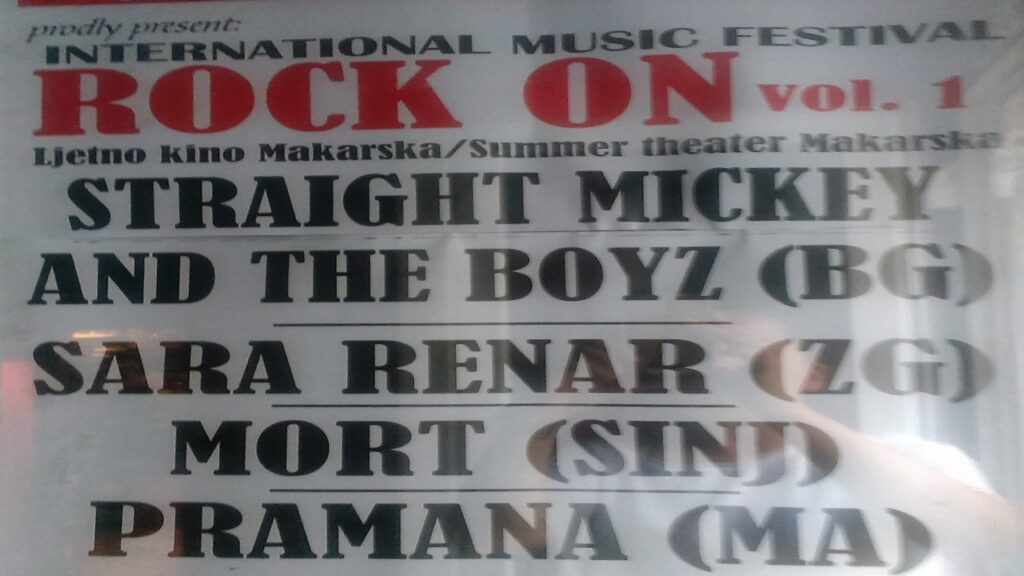 prodly present:
INTERNATIONAL MUSIC FESTIVAL
ROCK ON vol. 1
Ljetno kino Makarska/Summer theater Makarska
STRAIGHT MICKEY
AND THE BOYZ (BG)
SARA RENAR (ZG)
MORT (SINJ)
PRAMANA (MA)